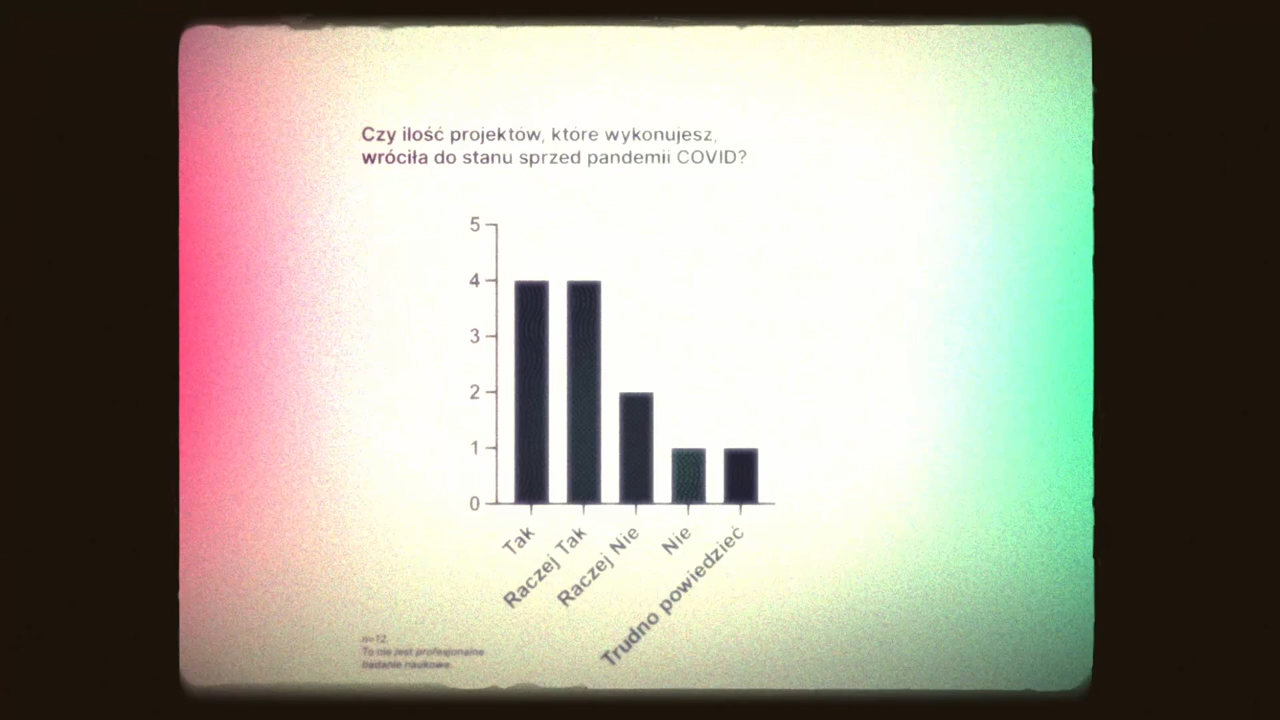 Czy ilość projektów, które wykonujesz,
wróciła do stanu sprzed pandemii COVID?
5
4
3
2
1
0
Tak
Raczej Tak
Raczej Nie
Nie
Trudno powiedzieć
n=12.
To nie jest profesjonalne
badanie naukowe.